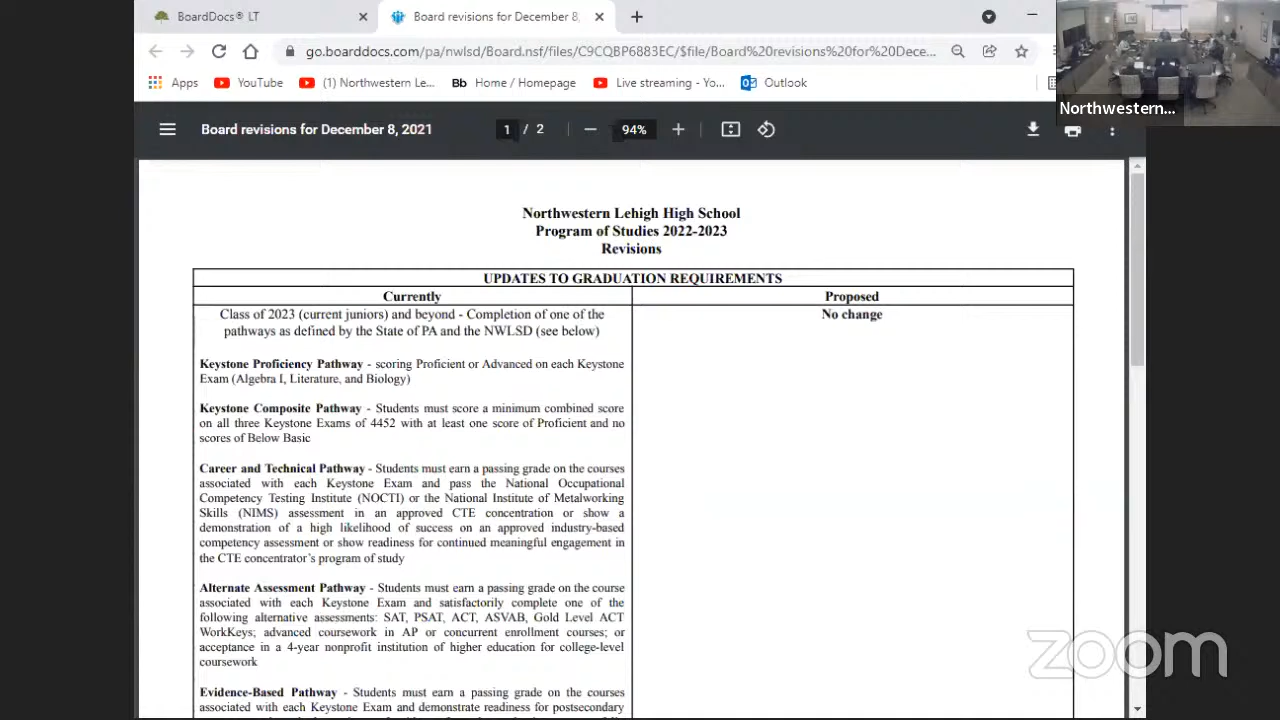 BoardDocs® LT
Board revisions for December 8,
go.boarddocs.com/pa/nwlsd/Board.nsf/files/C9CQBP6883EC/$file/Board%20revisions%20for%20Dece...
Apps
YouTube
(1) Northwestern Le...
Bb Home / Homepage
Live streaming - Yo...
Outlook
Northwestern...
Board revisions for December 8, 2021
1 / 2
94%
Northwestern Lehigh High School
Program of Studies 2022-2023
Revisions
UPDATES TO GRADUATION REQUIREMENTS
Currently
Proposed
Class of 2023 (current juniors) and beyond - Completion of one of the
pathways as defined by the State of PA and the NWLSD (see below)
No change
Keystone Proficiency Pathway - scoring Proficient or Advanced on each Keystone
Exam (Algebra I, Literature, and Biology)
Keystone Composite Pathway - Students must score a minimum combined score
on all three Keystone Exams of 4452 with at least one score of Proficient and no
scores of Below Basic
Career and Technical Pathway - Students must earn a passing grade on the courses
associated with each Keystone Exam and pass the National Occupational
Competency Testing Institute (NOCTI) or the National Institute of Metalworking
Skills (NIMS) assessment in an approved CTE concentration or show a
demonstration of a high likelihood of success on an approved industry-based
competency assessment or show readiness for continued meaningful engagement in
the CTE concentrator's program of study
Alternate Assessment Pathway - Students must earn a passing grade on the course
associated with each Keystone Exam and satisfactorily complete one of the
following alternative assessments: SAT, PSAT, ACT, ASVAB, Gold Level ACT
WorkKeys; advanced coursework in AP or concurrent enrollment courses; or
acceptance in a 4-year nonprofit institution of higher education for college-level
coursework
Evidence-Based Pathway - Students must earn a passing grade on the courses
associated with each Keystone Exam and demonstrate readiness for postsecondary
zoom